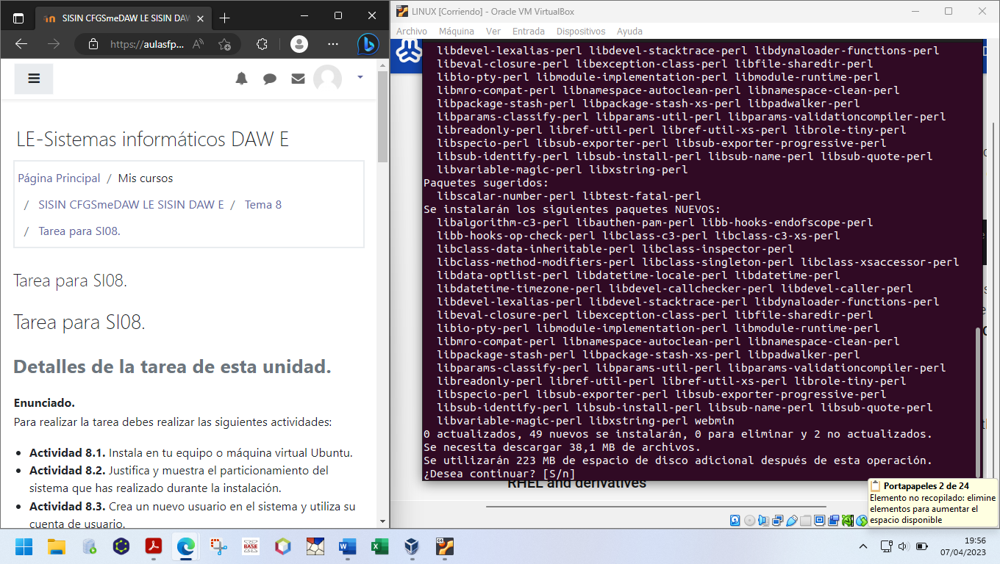 SISIN CFGSmeDAW LE SISIN DAW
https://aulasfp...
LE-Sistemas informáticos DAW E
Página Principal / Mis cursos
/ SISIN CFGSmeDAW LE SISIN DAW E / Tema 8
/ Tarea para SI08.
Tarea para SI08.
Tarea para SI08.
Detalles de la tarea de esta unidad.
Enunciado.
Para realizar la tarea debes realizar las siguientes actividades:
• Actividad 8.1. Instala en tu equipo o máquina virtual Ubuntu.
• Actividad 8.2. Justifica y muestra el particionamiento del
sistema que has realizado durante la instalación.
• Actividad 8.3. Crea un nuevo usuario en el sistema y utiliza su
cuenta de usuario.
LINUX [Corriendo] - Oracle VM VirtualBox
Archivo Máquina Ver Entrada Dispositivos Ayuda
libdevel-lexalias-perl libdevel-stacktrace-perl libdynaloader-functions-perl
libeval-closure-perl libexception-class-perl libfile-sharedir-perl
libio-pty-perl libmodule-implementation-perl libmodule-runtime-perl
libmro-compat-perl libnamespace-autoclean-perl libnamespace-clean-perl
libpackage-stash-perl libpackage-stash-xs-perl libpadwalker-perl
libparams-classify-perl libparams-util-perl libparams-validationcompiler-perl
libreadonly-perl libref-util-perl libref-util-xs-perl librole-tiny-perl
libspecio-perl libsub-exporter-perl libsub-exporter-progressive-perl
libsub-identify-perl libsub-install-perl libsub-name-perl libsub-quote-perl
libvariable-magic-perl libxstring-perl
Paquetes sugeridos:
libscalar-number-perl libtest-fatal-perl
Se instalarán los siguientes paquetes NUEVOS:
libalgorithm-c3-perl libauthen-pam-perl libb-hooks-endofscope-perl
libb-hooks-op-check-perl libclass-c3-perl libclass-c3-xs-perl
libclass-data-inheritable-perl libclass-inspector-perl
libclass-method-modifiers-perl libclass-singleton-perl libclass-xsaccessor-perl
libdata-optlist-perl libdatetime-locale-perl libdatetime-perl
libdatetime-timezone-perl libdevel-callchecker-perl libdevel-caller-perl
libdevel-lexalias-perl libdevel-stacktrace-perl libdynaloader-functions-perl
libeval-closure-perl libexception-class-perl libfile-sharedir-perl
libio-pty-perl libmodule-implementation-perl libmodule-runtime-perl
libmro-compat-perl libnamespace-autoclean-perl libnamespace-clean-perl
libpackage-stash-perl libpackage-stash-xs-perl libpadwalker-perl
libparams-classify-perl libparams-util-perl libparams-validationcompiler-perl
libreadonly-perl libref-util-perl libref-util-xs-perl librole-tiny-perl
libspecio-perl libsub-exporter-perl libsub-exporter-progressive-perl
libsub-identify-perl libsub-install-perl libsub-name-perl libsub-quote-perl
libvariable-magic-perl libxstring-perl webmin
0 actualizados, 49 nuevos se instalarán, 0 para eliminar y 2 no actualizados.
Se necesita descargar 38,1 MB de archivos.
Se utilizarán 223 MB de espacio de disco adicional después de esta operación.
¿Desea continuar? [S/n]
RHEL and derivatives
Portapapeles 2 de 24
Elemento no recopilado: elimine
elementos para aumentar el
espacio disponible
BASE
19:56
07/04/2023